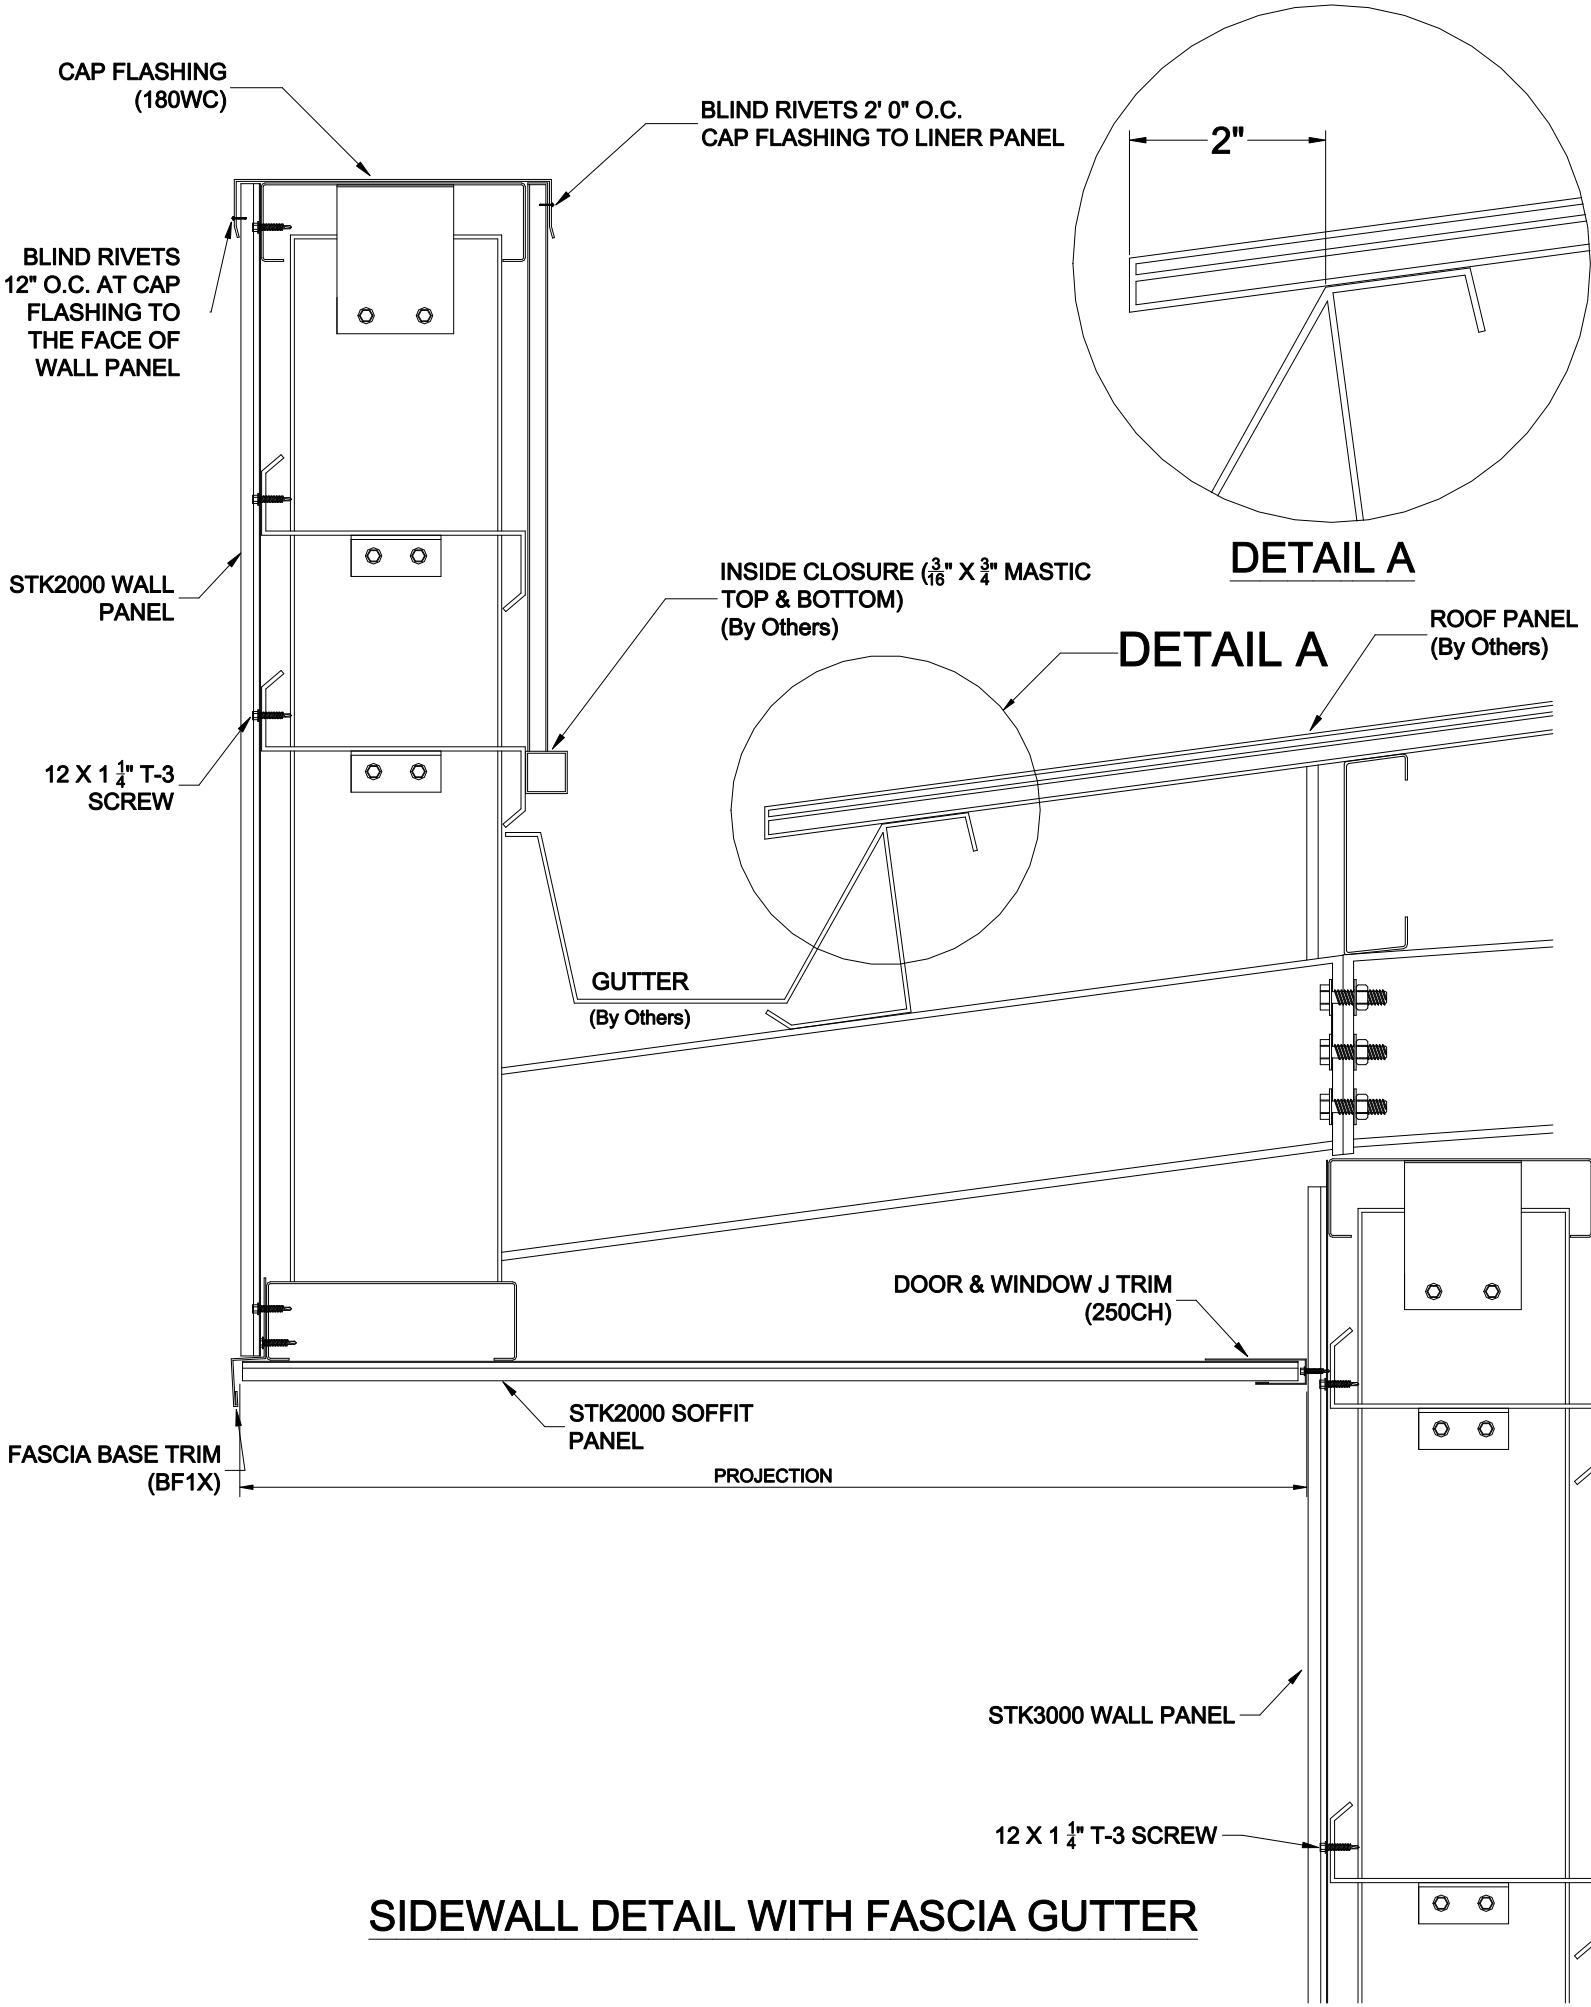 CAP FLASHING
(180WC)
BLIND RIVETS 2' 0" O.C.
CAP FLASHING TO LINER PANEL
2"
BLIND RIVETS
12" O.C. AT CAP
FLASHING TO
THE FACE OF
WALL PANEL
DETAIL A
STK2000 WALL
PANEL
INSIDE CLOSURE (3/16" X 3/4" MASTIC
TOP & BOTTOM)
(By Others)
DETAIL A
ROOF PANEL
(By Others)
12 X 1 1/4" T-3
SCREW
GUTTER
(By Others)
DOOR & WINDOW J TRIM
(250CH)
STK2000 SOFFIT
PANEL
FASCIA BASE TRIM
(BF1X)
PROJECTION
STK3000 WALL PANEL
12 X 1 1/4" T-3 SCREW
SIDEWALL DETAIL WITH FASCIA GUTTER